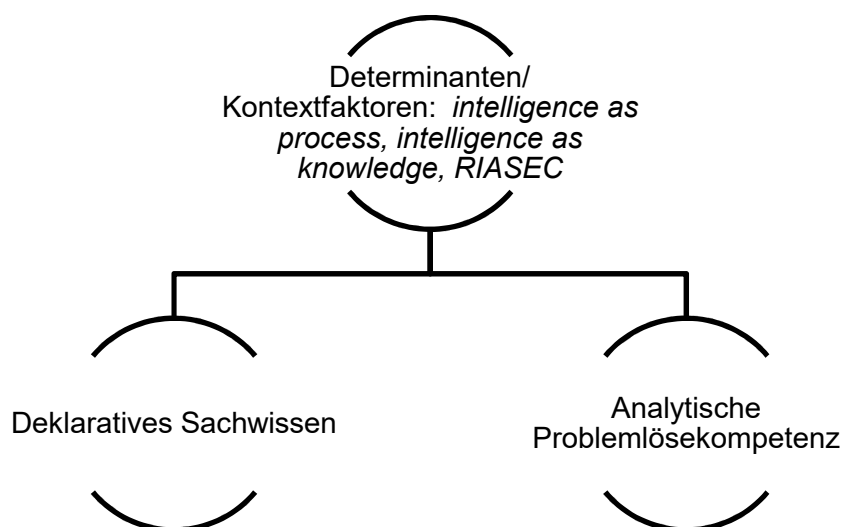 Determinanten/
Kontextfaktoren: intelligence as
process, intelligence as
knowledge, RIASEC
Deklaratives Sachwissen
Analytische
Problemlösekompetenz